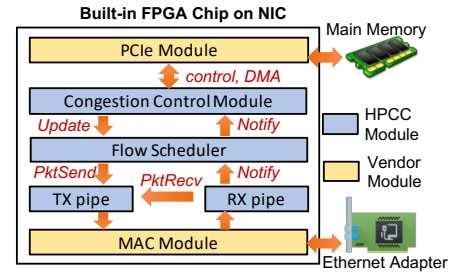 Built-in FPGA Chip on NIC
PCIe Module
Main Memory
control, DMA
Congestion Control Module
Update
Notify
HPCC
Module
Flow Scheduler
PktSend
PktRecv
Notify
Vendor
Module
TX pipe
RX pipe
MAC Module
Ethernet Adapter